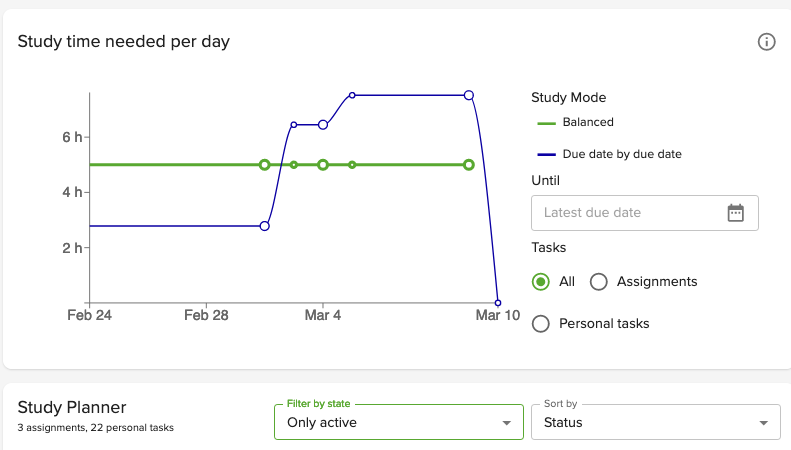 Study time needed per day
6 h
4 h
2 h
Feb 24
Feb 28
Mar 4
Mar 10
Study Mode
Balanced
Due date by due date
Until
Latest due date
Tasks
All
Assignments
Personal tasks
Study Planner
3 assignments, 22 personal tasks
Filter by state
Only active
Sort by
Status